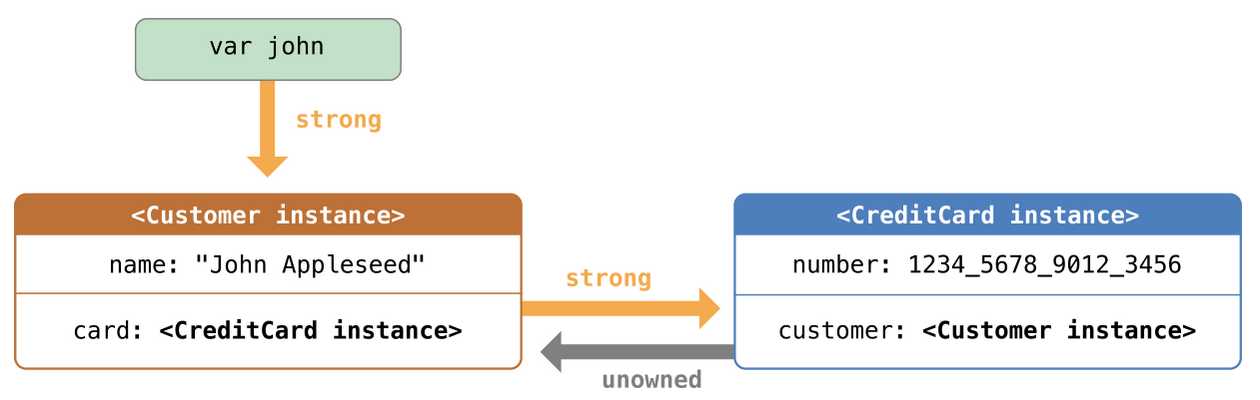 var john
strong
<Customer instance>
name: "John Appleseed"
card: <CreditCard instance>
strong
unowned
<CreditCard instance>
number: 1234_5678_9012_3456
customer: <Customer instance>